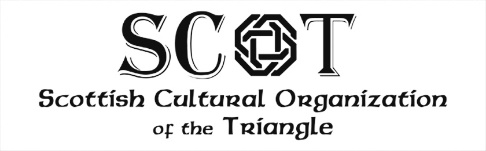 SCOT
Scottish Cultural Organization
of the Triangle